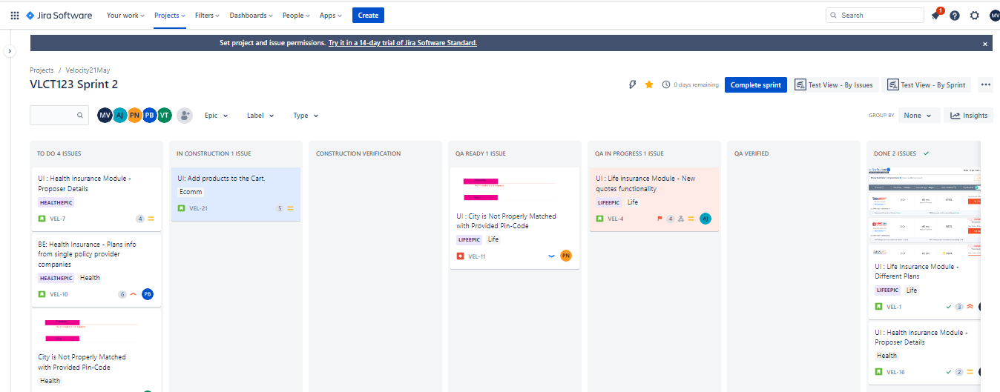 Jira Software
Your work
Projects
Filters
Dashboards
People
Apps
Create
Search
1
MV
Set project and issue permissions. Try it in a 14-day trial of Jira Software Standard.
Projects / Velocity21May
VLCT123 Sprint 2
0 days remaining
Complete sprint
Test View - By Issues
Test View - By Sprint
MV AJ PN PB VT
Epic
Label
Type
GROUP BY
None
Insights
TO DO 4 ISSUES
UI : Health insurance Module -
Proposer Details
HEALTHEPIC
VEL-7
4
BE: Health Insurance - Plans info
from single policy provider
companies
HEALTHEPIC Health
VEL-10
6
PB
City is Not Properly Matched
with Provided Pin-Code
Health
IN CONSTRUCTION 1 ISSUE
UI: Add products to the Cart.
Ecomm
VEL-21
5
CONSTRUCTION VERIFICATION
QA READY 1 ISSUE
UI : City is Not Properly Matched
with Provided Pin-Code
LIFEEPIC Life
VEL-11
PN
QA IN PROGRESS 1 ISSUE
UI : Life insurance Module - New
quotes functionality
LIFEEPIC Life
VEL-4
4
AJ
QA VERIFIED
DONE 2 ISSUES
UI : Life Insurance Module -
Different Plans
LIFEEPIC Life
VEL-1
3
UI : Health insurance Module -
Proposer Details
Health
VEL-16
2